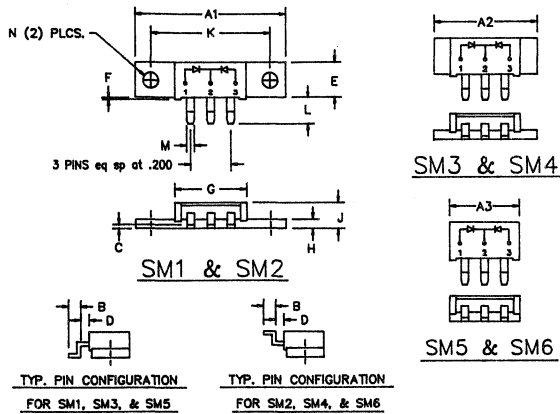 A1
N (2) PLCS.
K
F
1 2 3
E
L
M
3 PINS eq sp at .200
G
C
J
H
SM1 & SM2
A2
1 2 3
SM3 & SM4
A3
1 2 3
SM5 & SM6
B
D
TYP. PIN CONFIGURATION
FOR SM1, SM3, & SM5
B
D
TYP. PIN CONFIGURATION
FOR SM2, SM4, & SM6